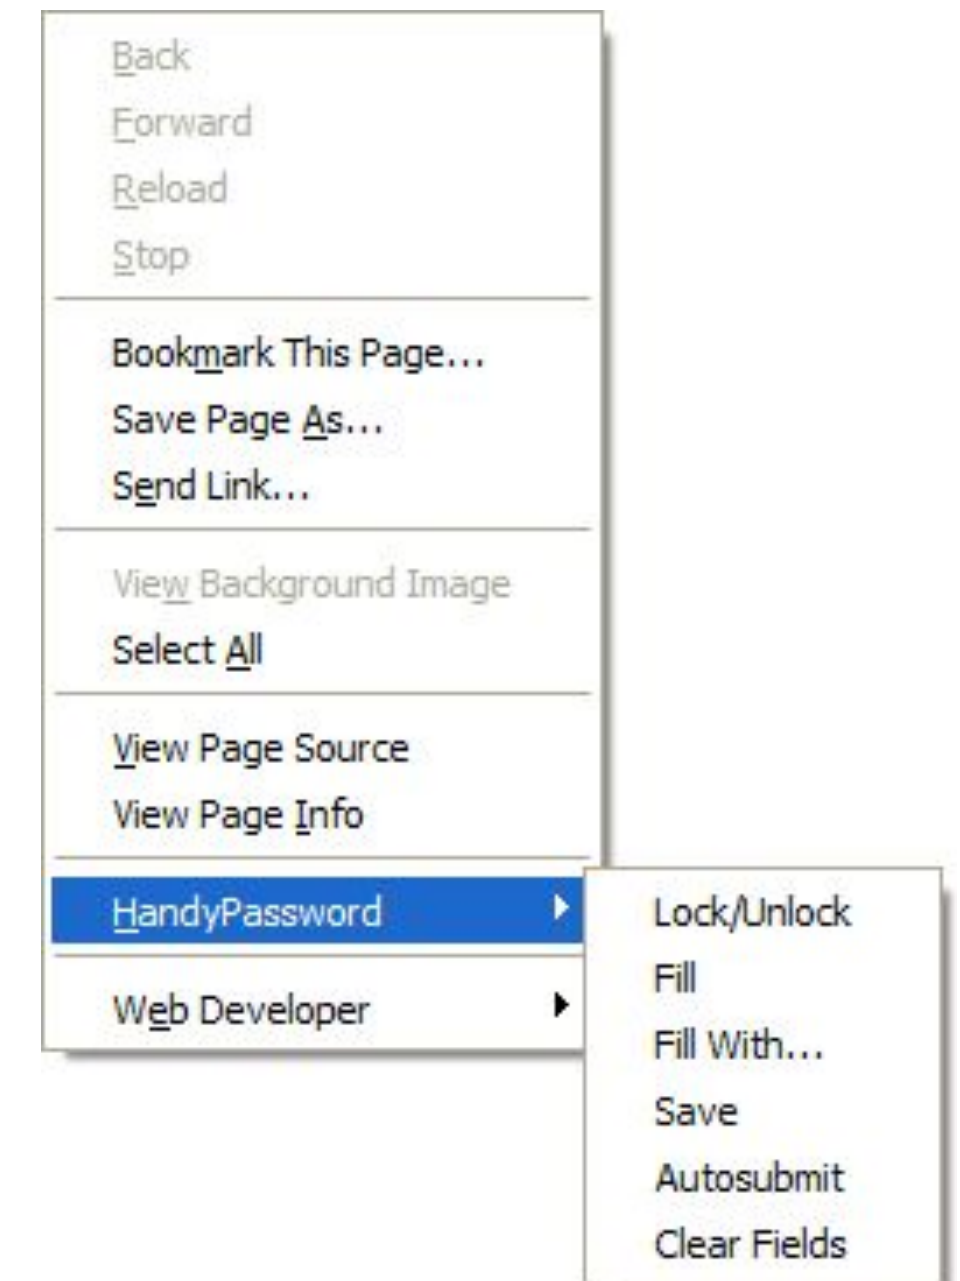 Back
Forward
Reload
Stop
Bookmark This Page...
Save Page As...
Send Link...
View Background Image
Select All
View Page Source
View Page Info
HandyPassword
Web Developer
Lock/Unlock
Fill
Fill With...
Save
Autosubmit
Clear Fields